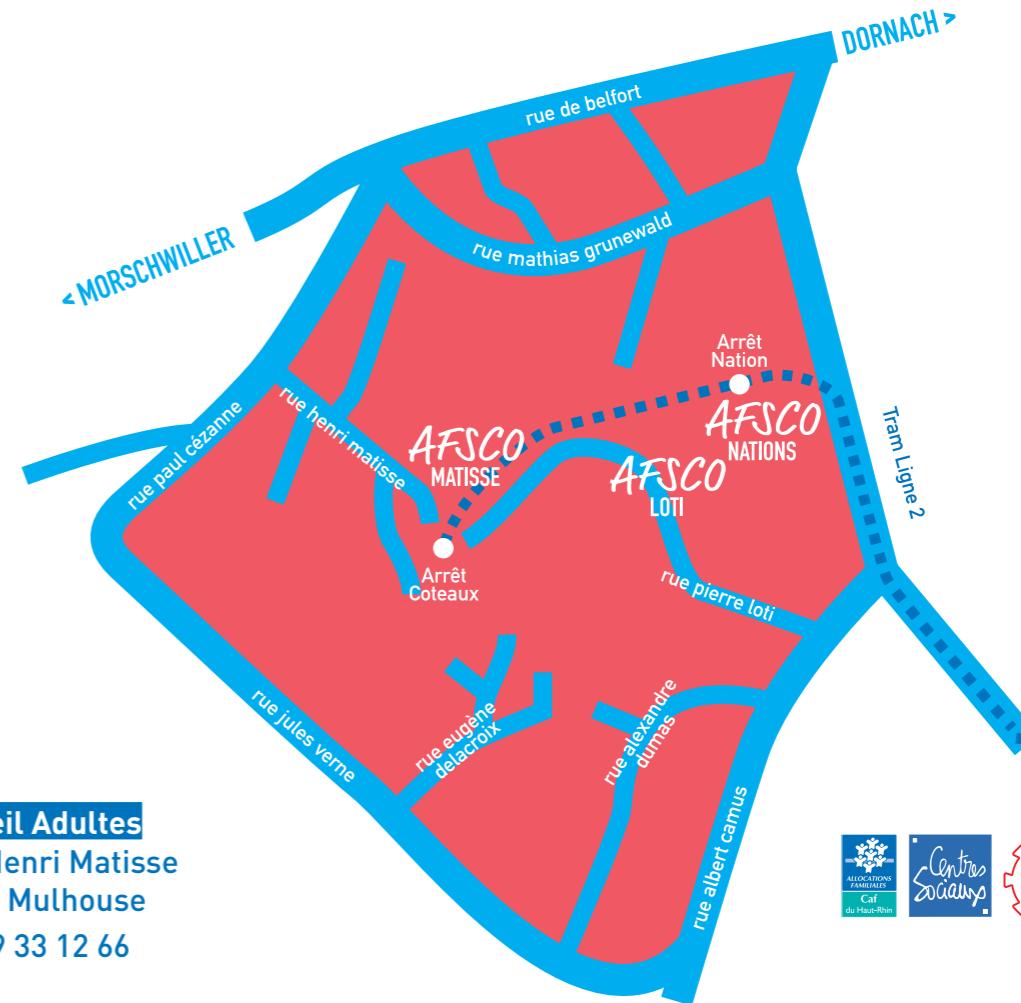 DORNACH >
rue de belfort
rue mathias grunewald
< MORSCHWILLER
Arrêt
Nation
rue paul cézanne
rue henri matisse
AFSCO
MATISSE
AFSCO
NATIONS
AFSCO
LOTI
Tram Ligne 2
Arrêt
Coteaux
rue pierre loti
rue jules verne
rue eugène
delacroix
rue alexandre
dumas
rue albert camus
eil Adultes
Henri Matisse
Mulhouse
9 33 12 66
ALLOCATIONS
FAMILIALES
Caf
du Haut-Rhin
Centres
Sociaux